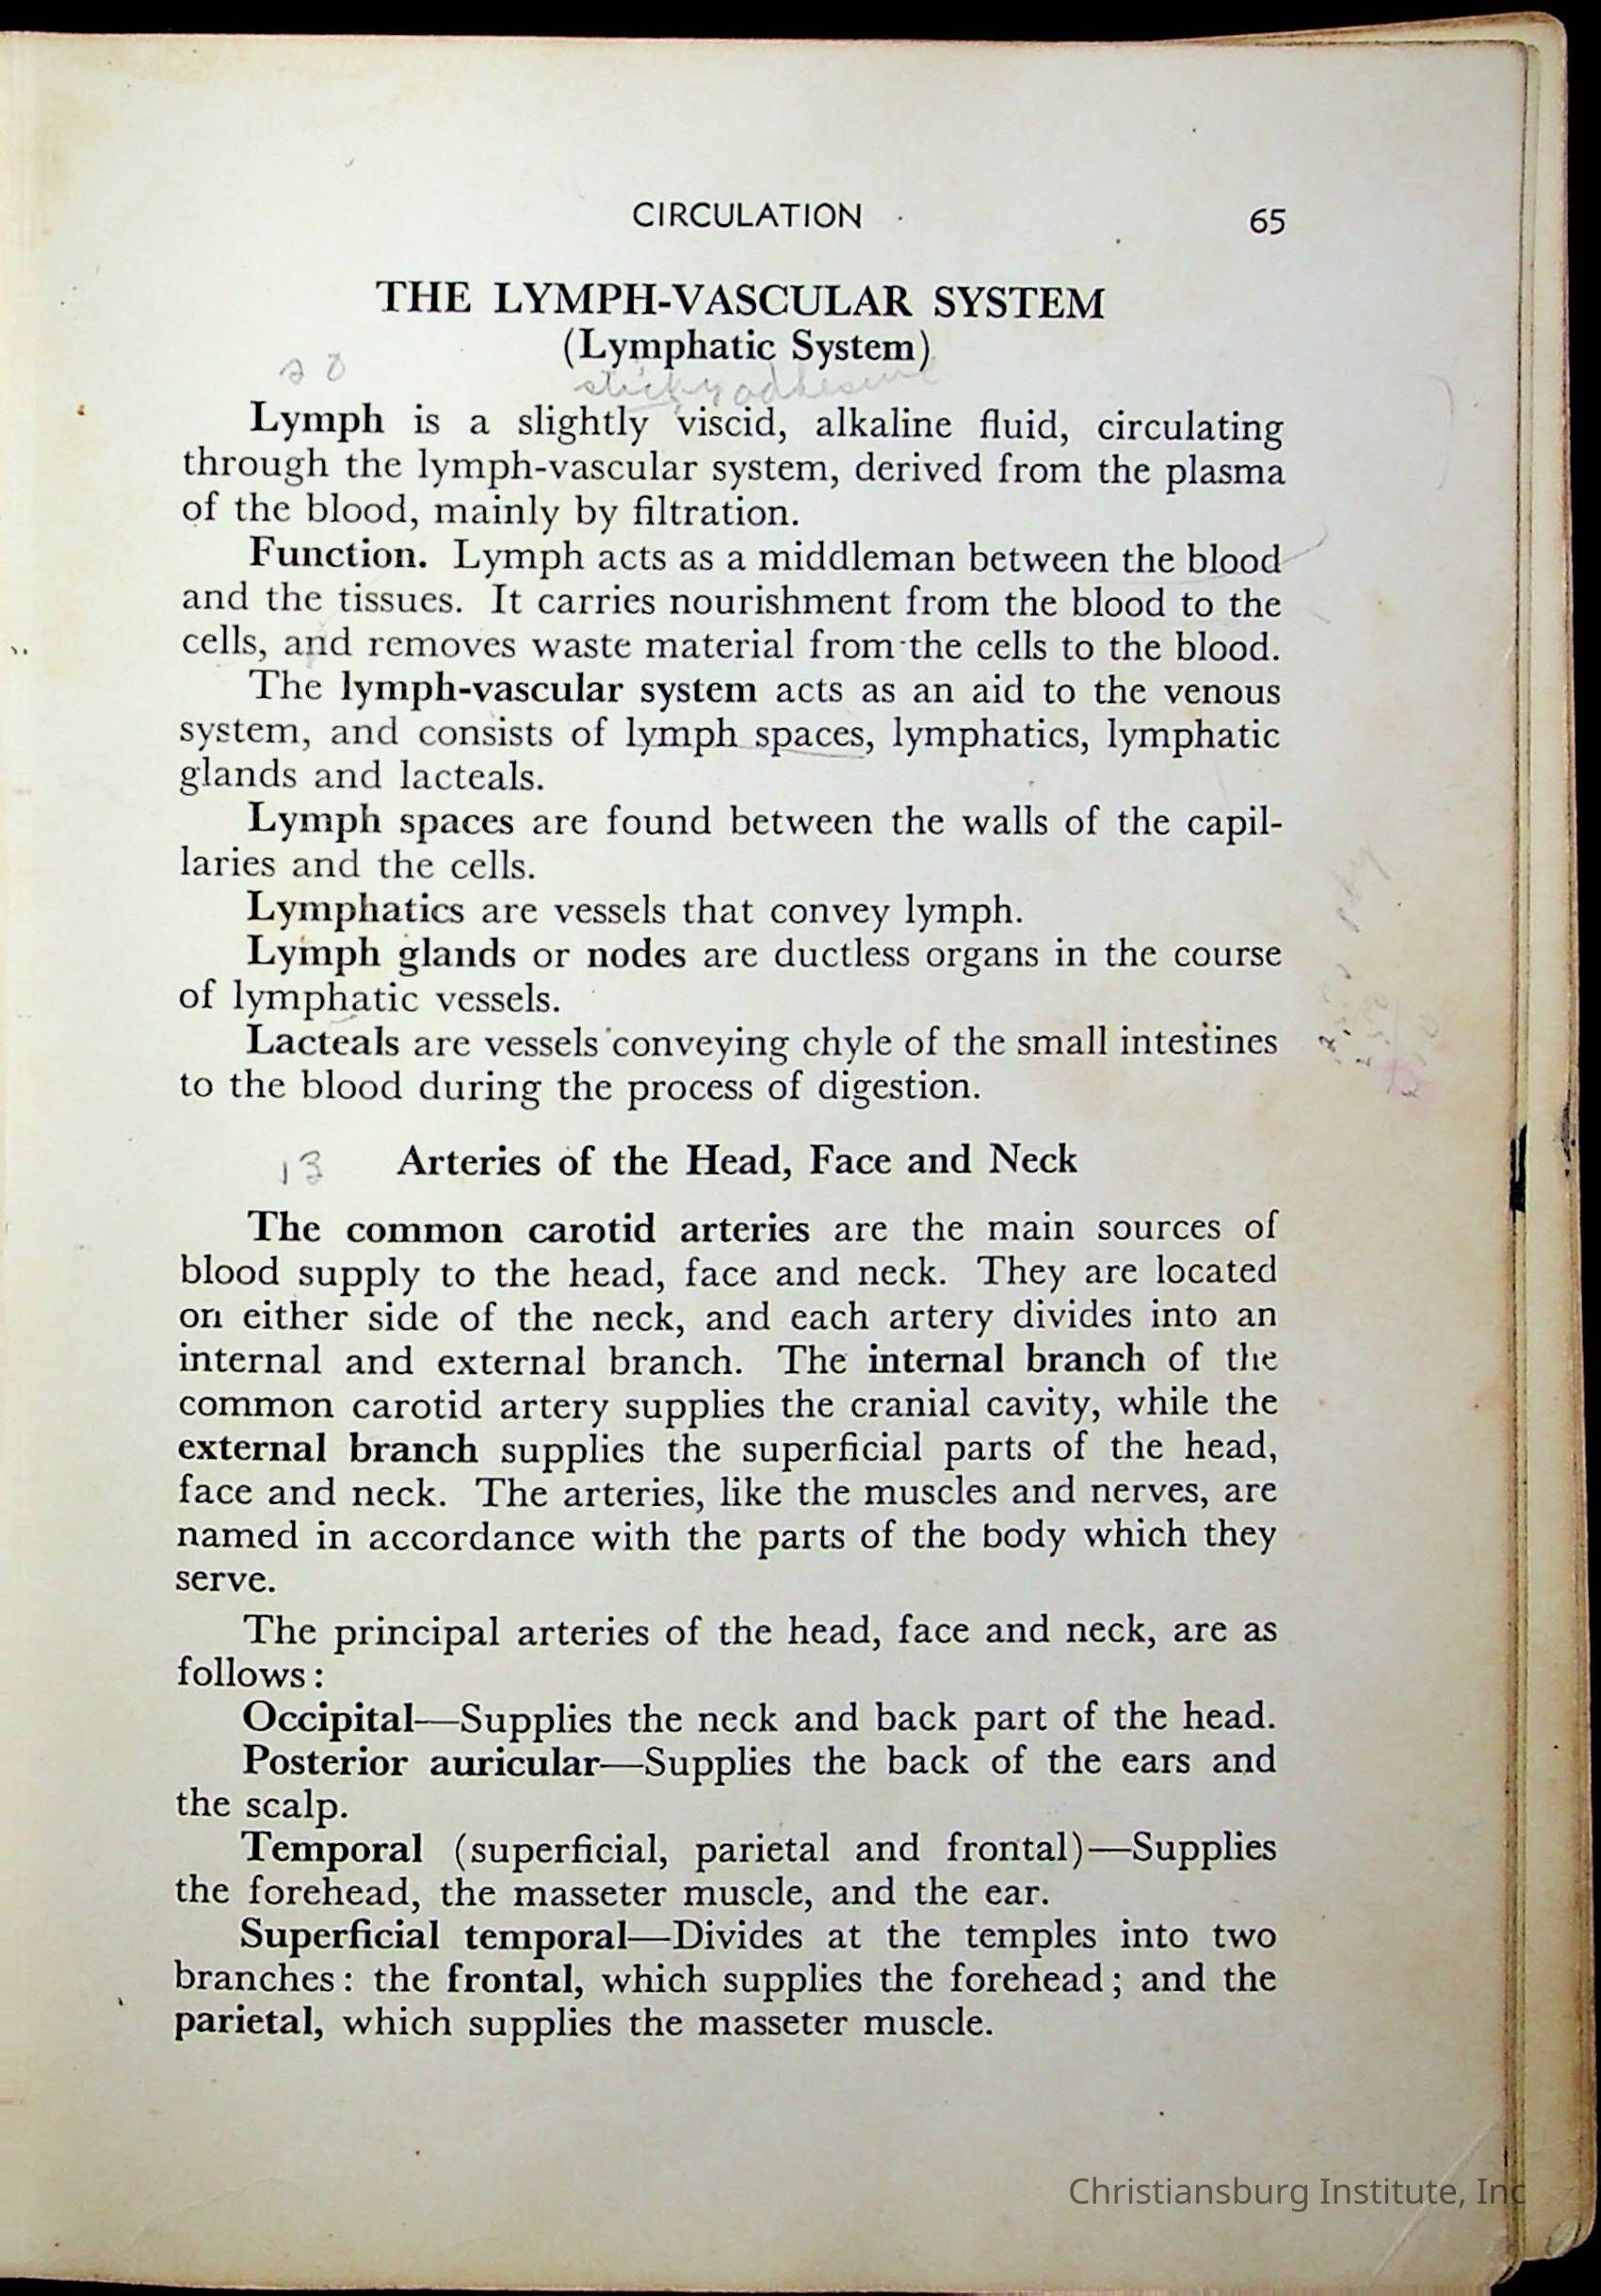 CIRCULATION 65
THE LYMPH-VASCULAR SYSTEM
(Lymphatic System)
sticky adhesive
Lymph is a slightly viscid, alkaline fluid, circulating
through the lymph-vascular system, derived from the plasma
of the blood, mainly by filtration.
Function. Lymph acts as a middleman between the blood
and the tissues. It carries nourishment from the blood to the
cells, and removes waste material from the cells to the blood.
The lymph-vascular system acts as an aid to the venous
system, and consists of lymph spaces, lymphatics, lymphatic
glands and lacteals.
Lymph spaces are found between the walls of the capil-
laries and the cells.
Lymphatics are vessels that convey lymph.
Lymph glands or nodes are ductless organs in the course
of lymphatic vessels.
Lacteals are vessels conveying chyle of the small intestines
to the blood during the process of digestion.
13 Arteries of the Head, Face and Neck
The common carotid arteries are the main sources of
blood supply to the head, face and neck. They are located
on either side of the neck, and each artery divides into an
internal and external branch. The internal branch of the
common carotid artery supplies the cranial cavity, while the
external branch supplies the superficial parts of the head,
face and neck. The arteries, like the muscles and nerves, are
named in accordance with the parts of the body which they
serve.
The principal arteries of the head, face and neck, are as
follows:
Occipital—Supplies the neck and back part of the head.
Posterior auricular—Supplies the back of the ears and
the scalp.
Temporal (superficial, parietal and frontal)—Supplies
the forehead, the masseter muscle, and the ear.
Superficial temporal—Divides at the temples into two
branches: the frontal, which supplies the forehead; and the
parietal, which supplies the masseter muscle.
Christiansburg Institute, Inc